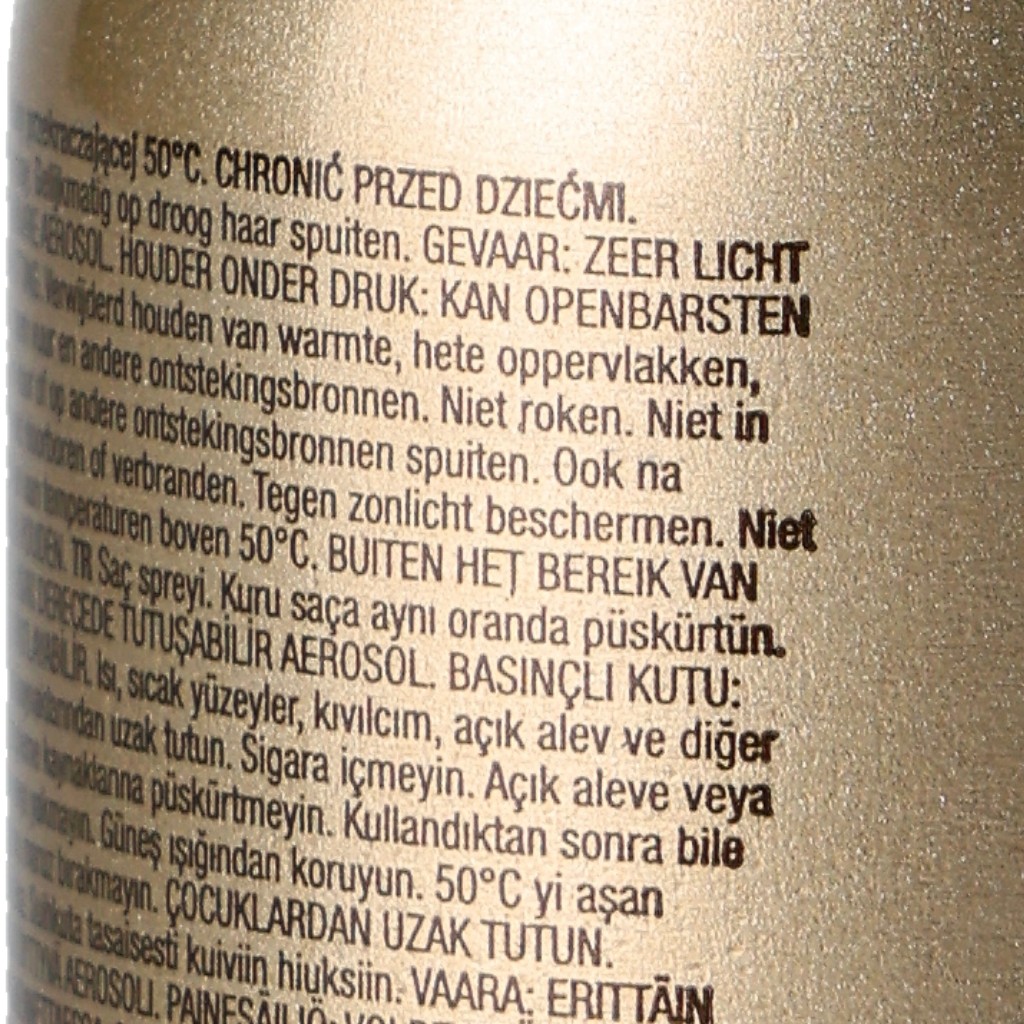 przekraczającej 50°C. CHRONIĆ PRZED DZIEĆMI.
Gelijkmatig op droog haar spuiten. GEVAAR: ZEER LICHT
AEROSOL. HOUDER ONDER DRUK: KAN OPENBARSTEN
Verwijderd houden van warmte, hete oppervlakken,
vuur en andere ontstekingsbronnen. Niet roken. Niet in
of op andere ontstekingsbronnen spuiten. Ook na
of verbranden. Tegen zonlicht beschermen. Niet
temperaturen boven 50°C. BUITEN HET BEREIK VAN
TR Saç spreyi. Kuru saça aynı oranda püskürtün.
DERECEDE TUTUŞABİLİR AEROSOL. BASINÇLI KUTU:
Isı, sıcak yüzeyler, kıvılcım, açık alev ve diğer
uzak tutun. Sigara içmeyin. Açık aleve veya
kaynaklarına püskürtmeyin. Kullandıktan sonra bile
Güneş ışığından koruyun. 50°C yi aşan
bırakmayın. ÇOCUKLARDAN UZAK TUTUN.
tasaisesti kuiviin hiuksiin. VAARA: ERITTÄIN
AEROSOLI. PAINESÄILIÖ: